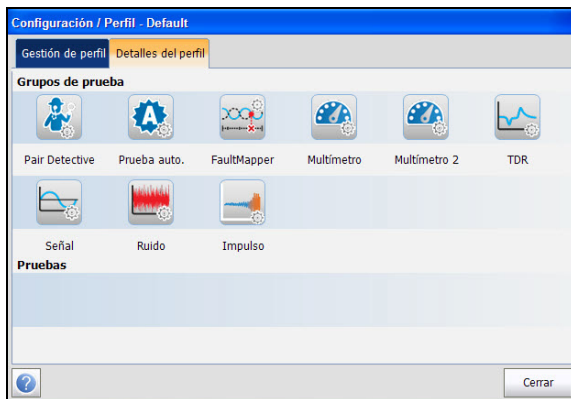 Configuración / Perfil - Default
Gestión de perfil Detalles del perfil
Grupos de prueba
A
Pair Detective Prueba auto. FaultMapper Multímetro Multímetro 2 TDR
Señal Ruido Impulso
Pruebas
? Cerrar